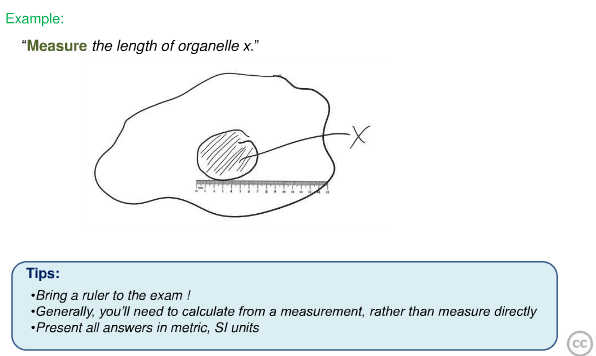 Example:
“Measure the length of organelle x.”
X
Tips:
•Bring a ruler to the exam !
•Generally, you’ll need to calculate from a measurement, rather than measure directly
•Present all answers in metric, SI units
cc